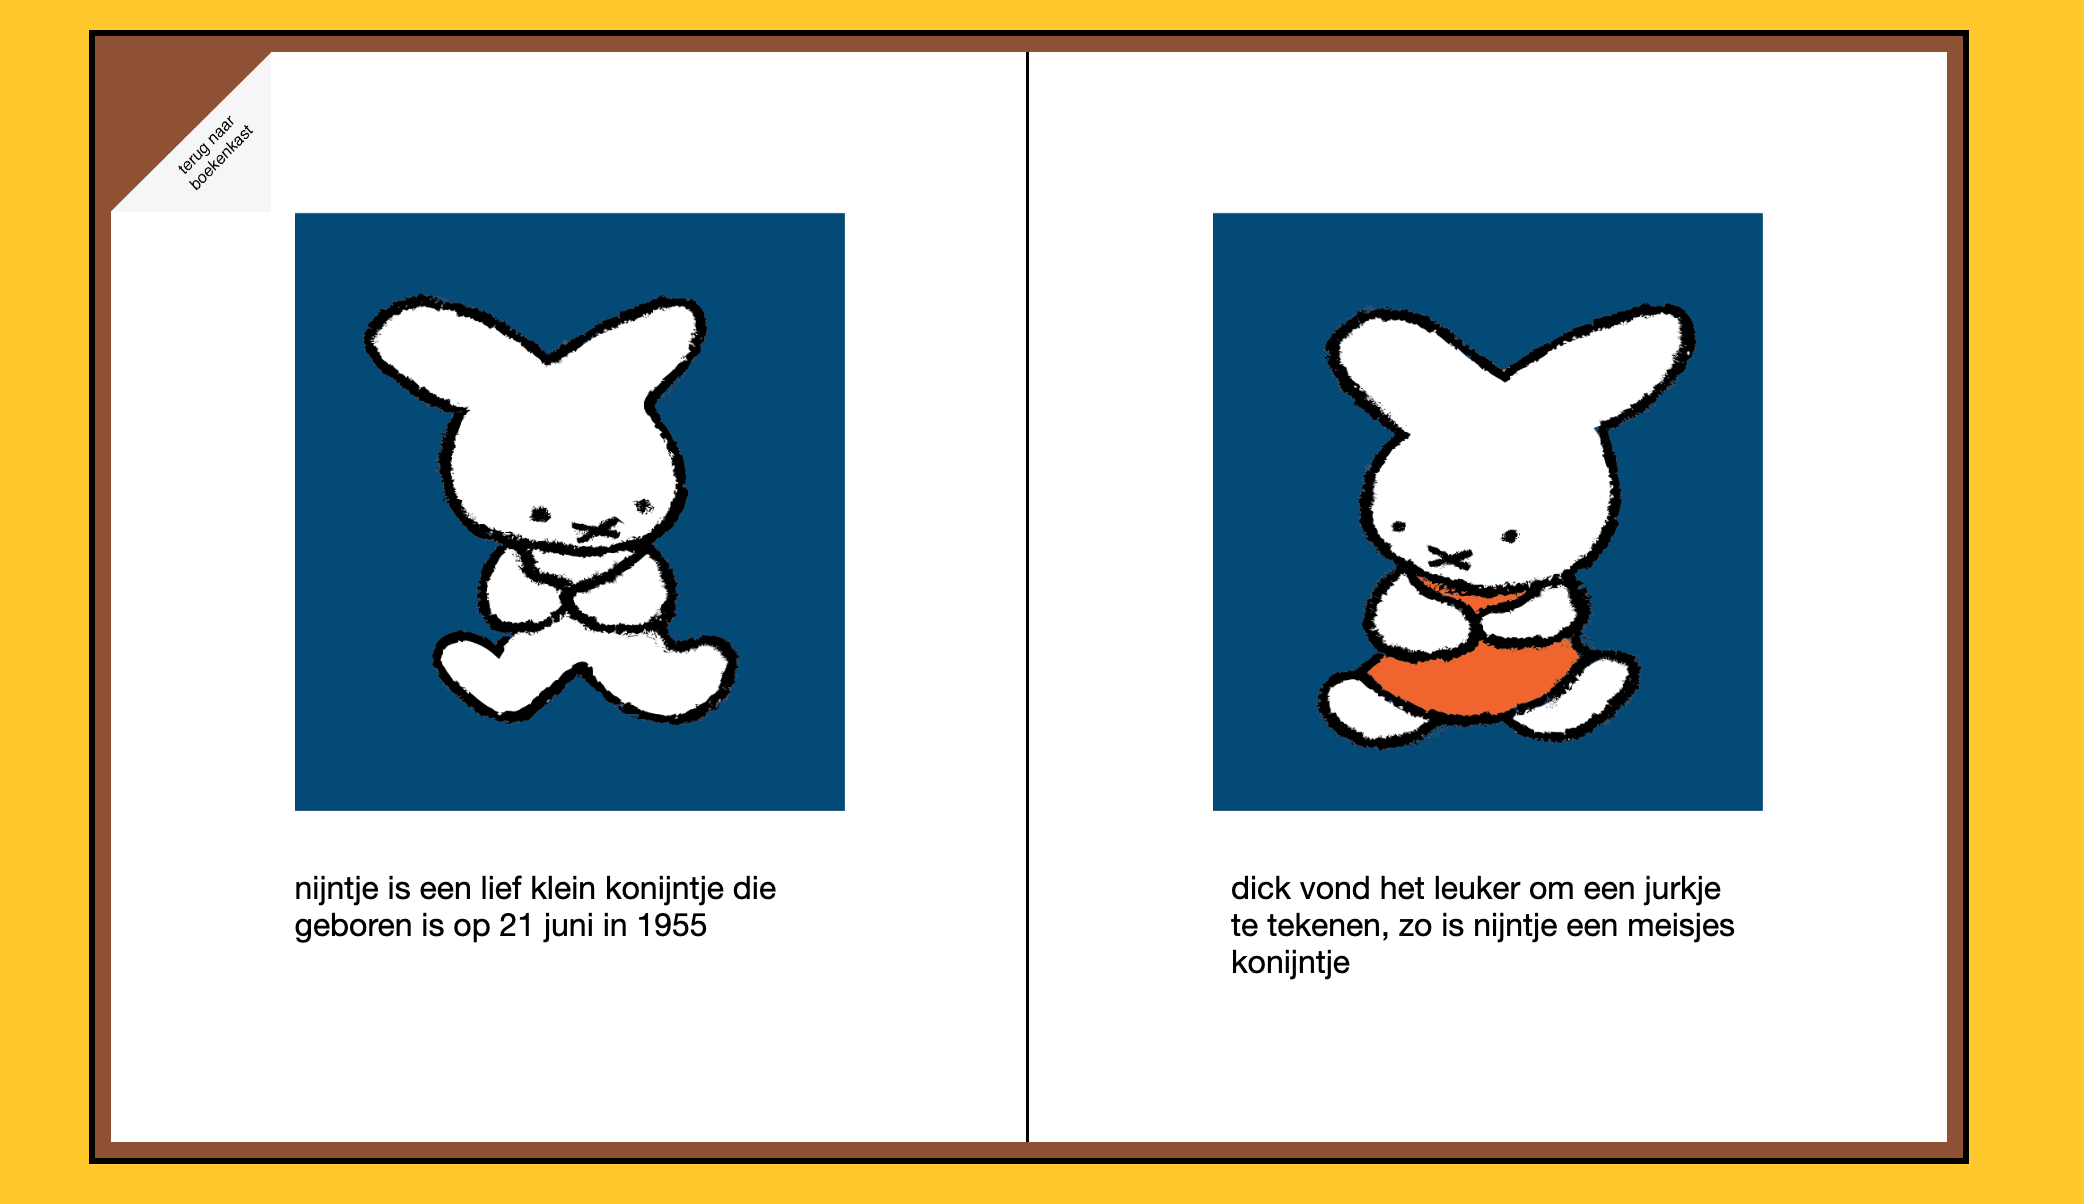 terug naar
boekenkast
nijntje is een lief klein konijntje die
geboren is op 21 juni in 1955
dick vond het leuker om een jurkje
te tekenen, zo is nijntje een meisjes
konijntje